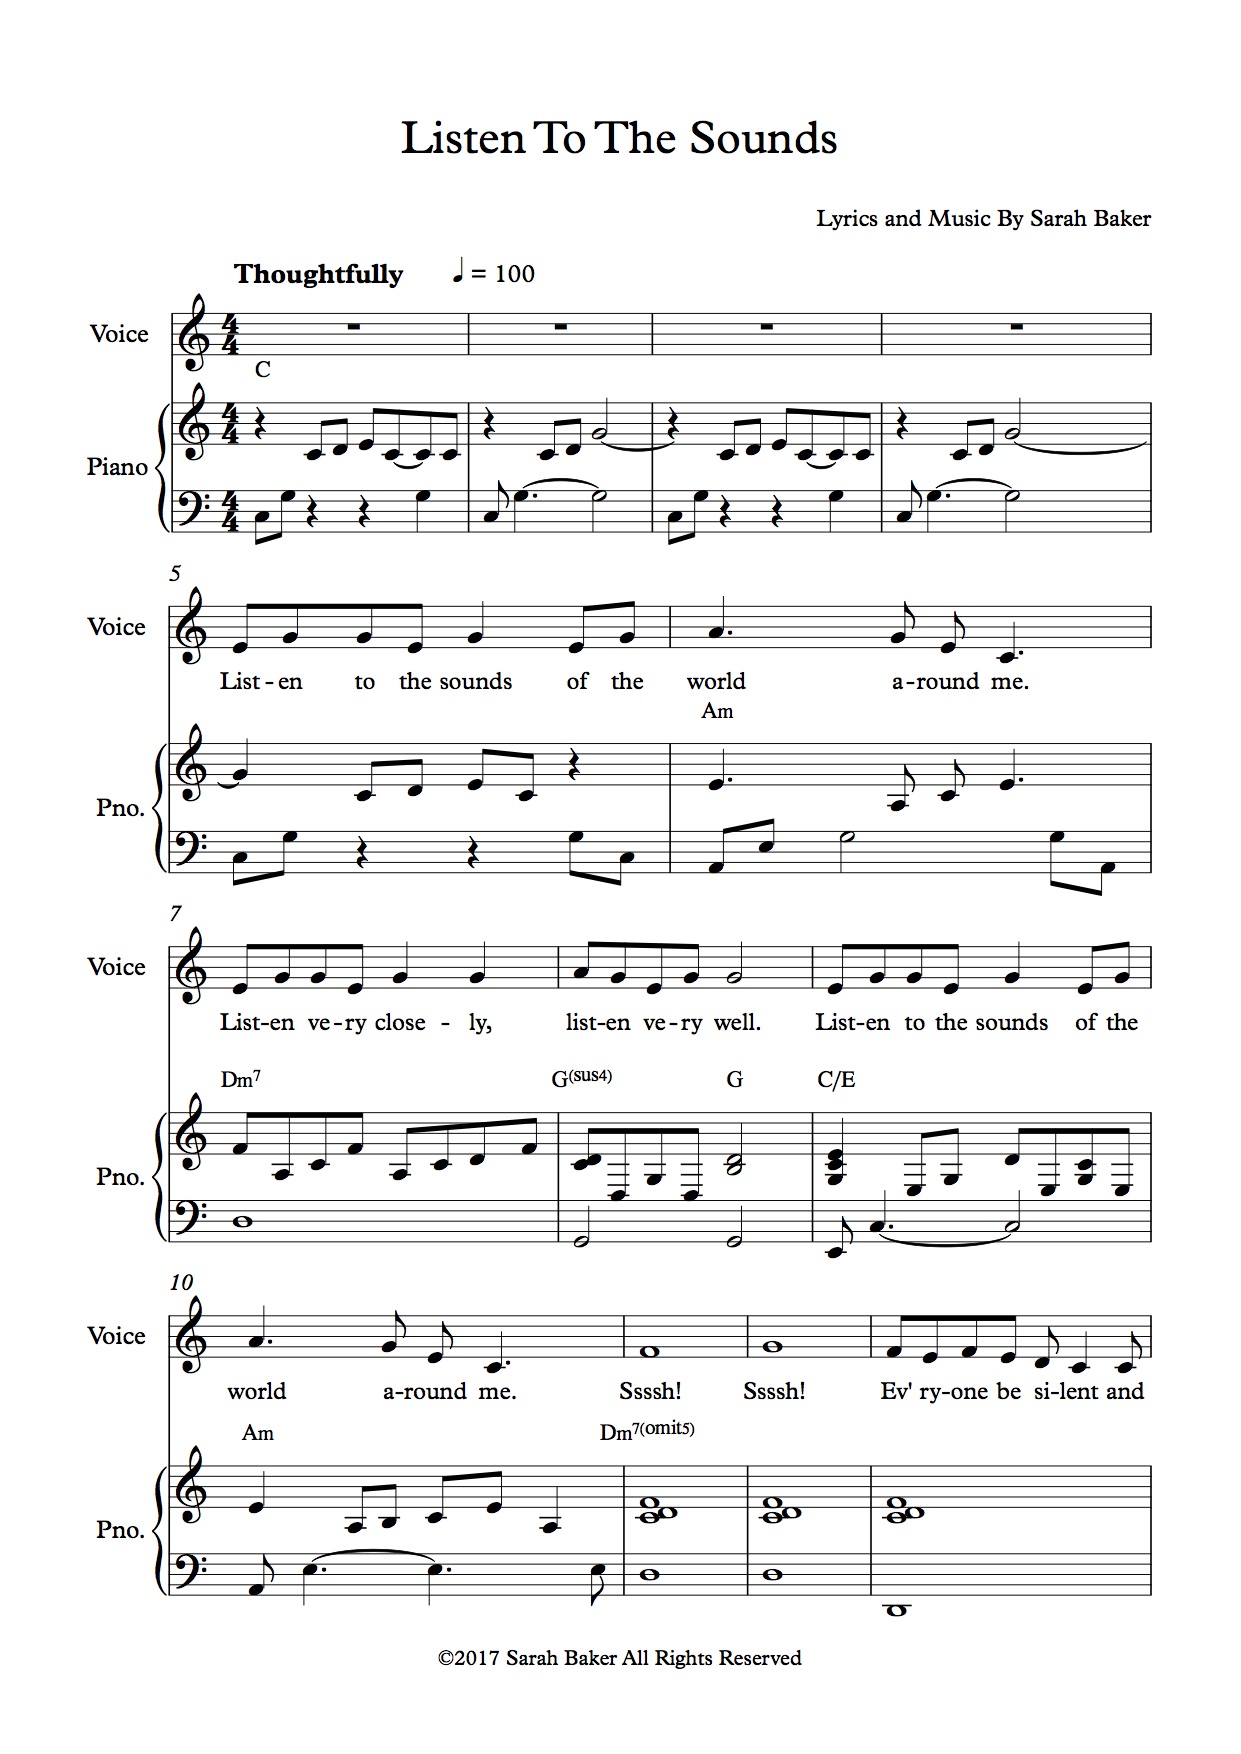 Listen To The Sounds
Lyrics and Music By Sarah Baker
Thoughtfully = 100
Voice
C
Piano
5
Voice
List - en to the sounds of the world a - round me.
Am
Pno.
7
Voice
List - en ve - ry close - ly, list - en ve - ry well. List - en to the sounds of the
Dm7 G(sus4) G C/E
Pno.
10
Voice
world a - round me. Ssssh! Ssssh! Ev' ry - one be si - lent and
Am Dm7(omit5)
Pno.
©2017 Sarah Baker All Rights Reserved